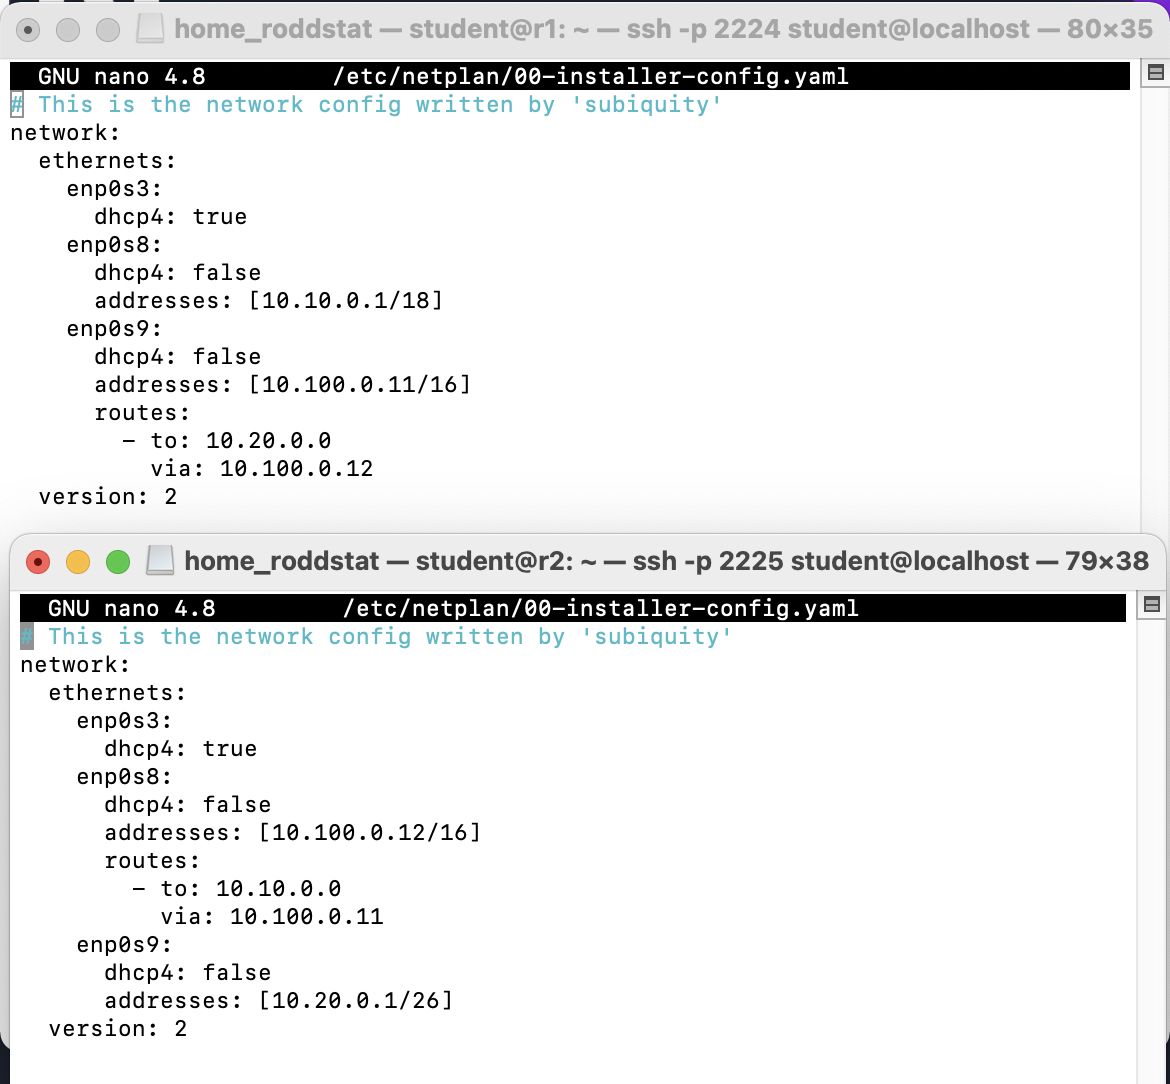 home_roddstat — student@r1: ~ — ssh -p 2224 student@localhost — 80×35
GNU nano 4.8 /etc/netplan/00-installer-config.yaml
# This is the network config written by 'subiquity'
network:
  ethernets:
    enp0s3:
      dhcp4: true
    enp0s8:
      dhcp4: false
      addresses: [10.10.0.1/18]
    enp0s9:
      dhcp4: false
      addresses: [10.100.0.11/16]
      routes:
        - to: 10.20.0.0
          via: 10.100.0.12
  version: 2
home_roddstat — student@r2: ~ — ssh -p 2225 student@localhost — 79×38
GNU nano 4.8 /etc/netplan/00-installer-config.yaml
# This is the network config written by 'subiquity'
network:
  ethernets:
    enp0s3:
      dhcp4: true
    enp0s8:
      dhcp4: false
      addresses: [10.100.0.12/16]
      routes:
        - to: 10.10.0.0
          via: 10.100.0.11
    enp0s9:
      dhcp4: false
      addresses: [10.20.0.1/26]
  version: 2